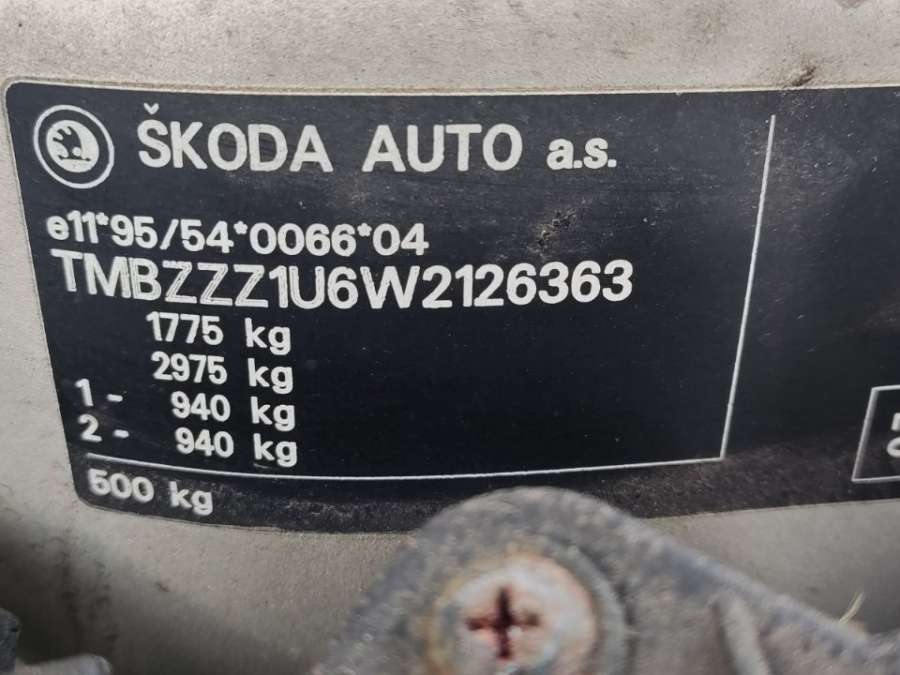 ŠKODA AUTO a.s.
e11*95/54*0066*04
TMBZZZ1U6W2126363
1775 kg
2975 kg
1 - 940 kg
2 - 940 kg
500 kg